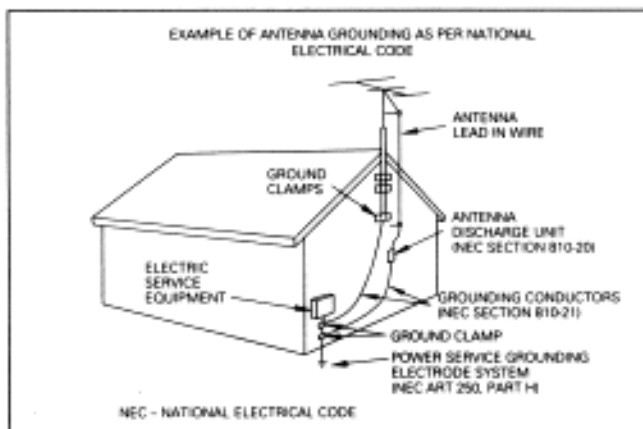 EXAMPLE OF ANTENNA GROUNDING AS PER NATIONAL
ELECTRICAL CODE
ANTENNA
LEAD IN WIRE
GROUND
CLAMPS
ANTENNA
DISCHARGE UNIT
(NEC SECTION 810-20)
ELECTRIC
SERVICE
EQUIPMENT
GROUNDING CONDUCTORS
(NEC SECTION 810-21)
GROUND CLAMP
POWER SERVICE GROUNDING
ELECTRODE SYSTEM
(NEC ART 250, PART H)
NEC – NATIONAL ELECTRICAL CODE